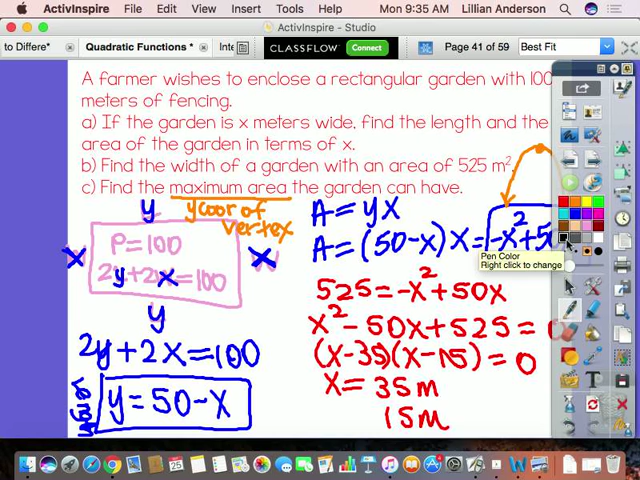 ActivInspire File Edit View Insert Tools Mon 9:35 AM Lillian Anderson
ActivInspire - Studio
to Differe* Quadratic Functions * Inte CLASSFLOW Connect Page 41 of 59 Best Fit
A farmer wishes to enclose a rectangular garden with 100
meters of fencing.
a) If the garden is x meters wide, find the length and the
area of the garden in terms of x.
b) Find the width of a garden with an area of 525 m².
c) Find the maximum area the garden can have.
y
ycoor of
vertex
P=100
x
x
2y+2x=100
y
2y+2x=100
y=50-x
A=yx
A=(50-x)x=-x²+50
Pen Color
Right click to change
525=-x²+50x
x²-50x+525=0
(x-35)(x-15)=0
x=35m
15m